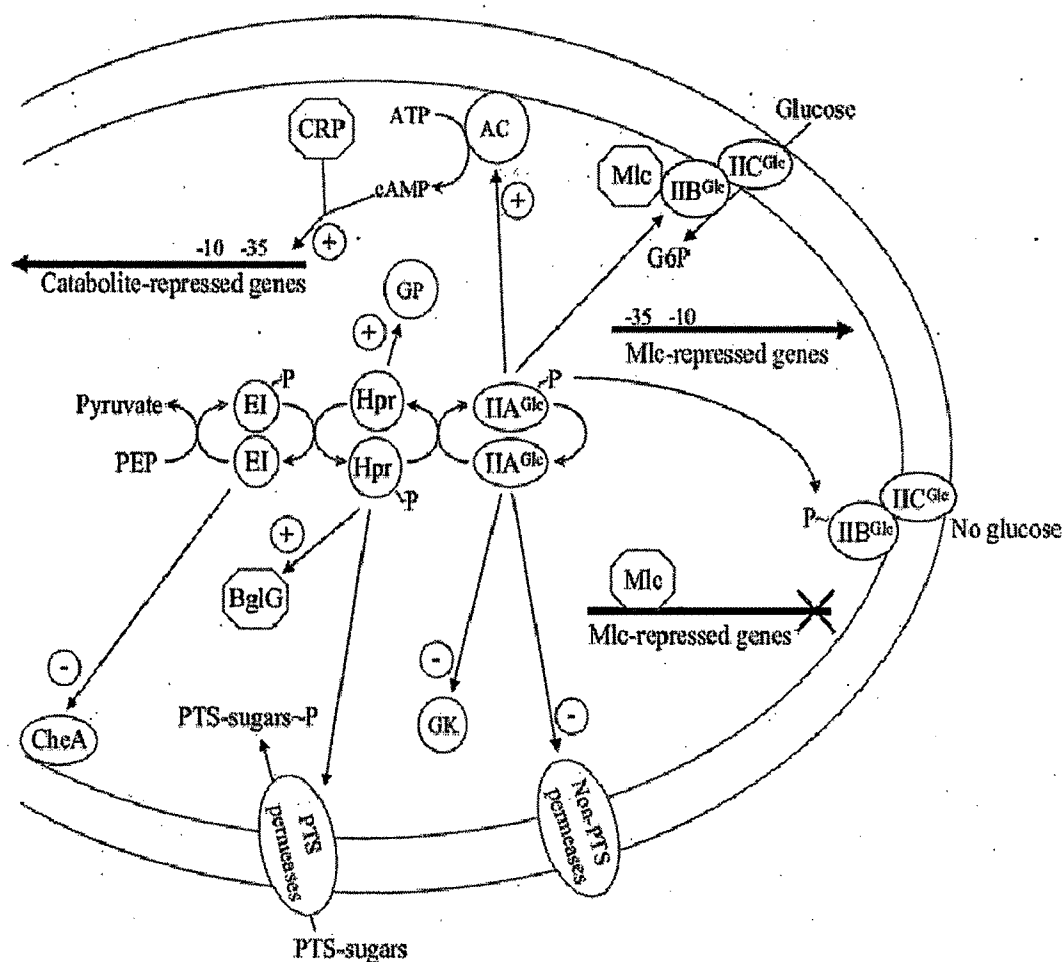 Glucose
ATP
AC
CRP
cAMP
Mlc
IIB^Glc
IIC^Glc
+
+
G6P
-10 -35
Catabolite-repressed genes
GP
+
-35 -10
Mlc-repressed genes
~P
EI
Hpr
IIA^Glc
~P
Pyruvate
PEP
EI
Hpr
~P
IIA^Glc
P~
IIB^Glc
IIC^Glc
No glucose
+
BglG
Mlc
Mlc-repressed genes
-
-
-
CheA
PTS-sugars~P
GK
PTS
permeases
Non-PTS
permeases
PTS-sugars